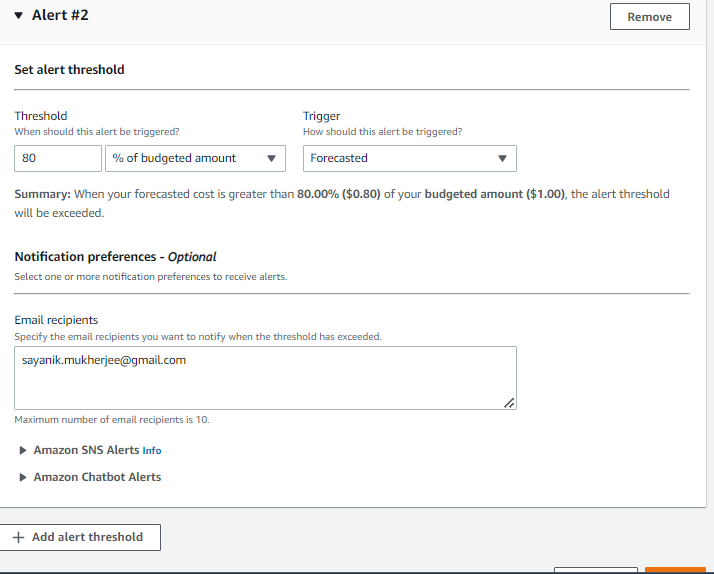 Alert #2
Remove
Set alert threshold
Threshold
Trigger
When should this alert be triggered?
How should this alert be triggered?
80
% of budgeted amount
Forecasted
Summary: When your forecasted cost is greater than 80.00% ($0.80) of your budgeted amount ($1.00), the alert threshold
will be exceeded.
Notification preferences - Optional
Select one or more notification preferences to receive alerts.
Email recipients
Specify the email recipients you want to notify when the threshold has exceeded.
sayanik.mukherjee@gmail.com
Maximum number of email recipients is 10.
Amazon SNS Alerts Info
Amazon Chatbot Alerts
Add alert threshold